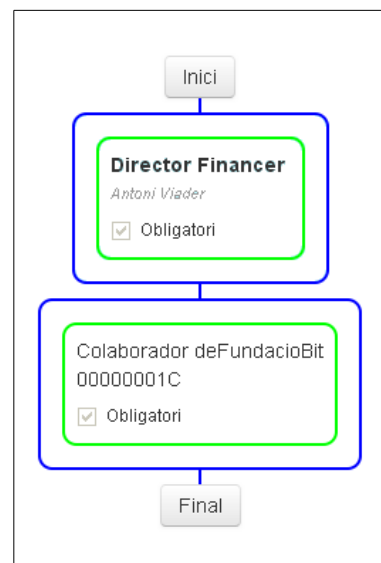 Inici
Director Financer
Antoni Viader
Obligatori
Colaborador deFundacioBit
00000001C
Obligatori
Final